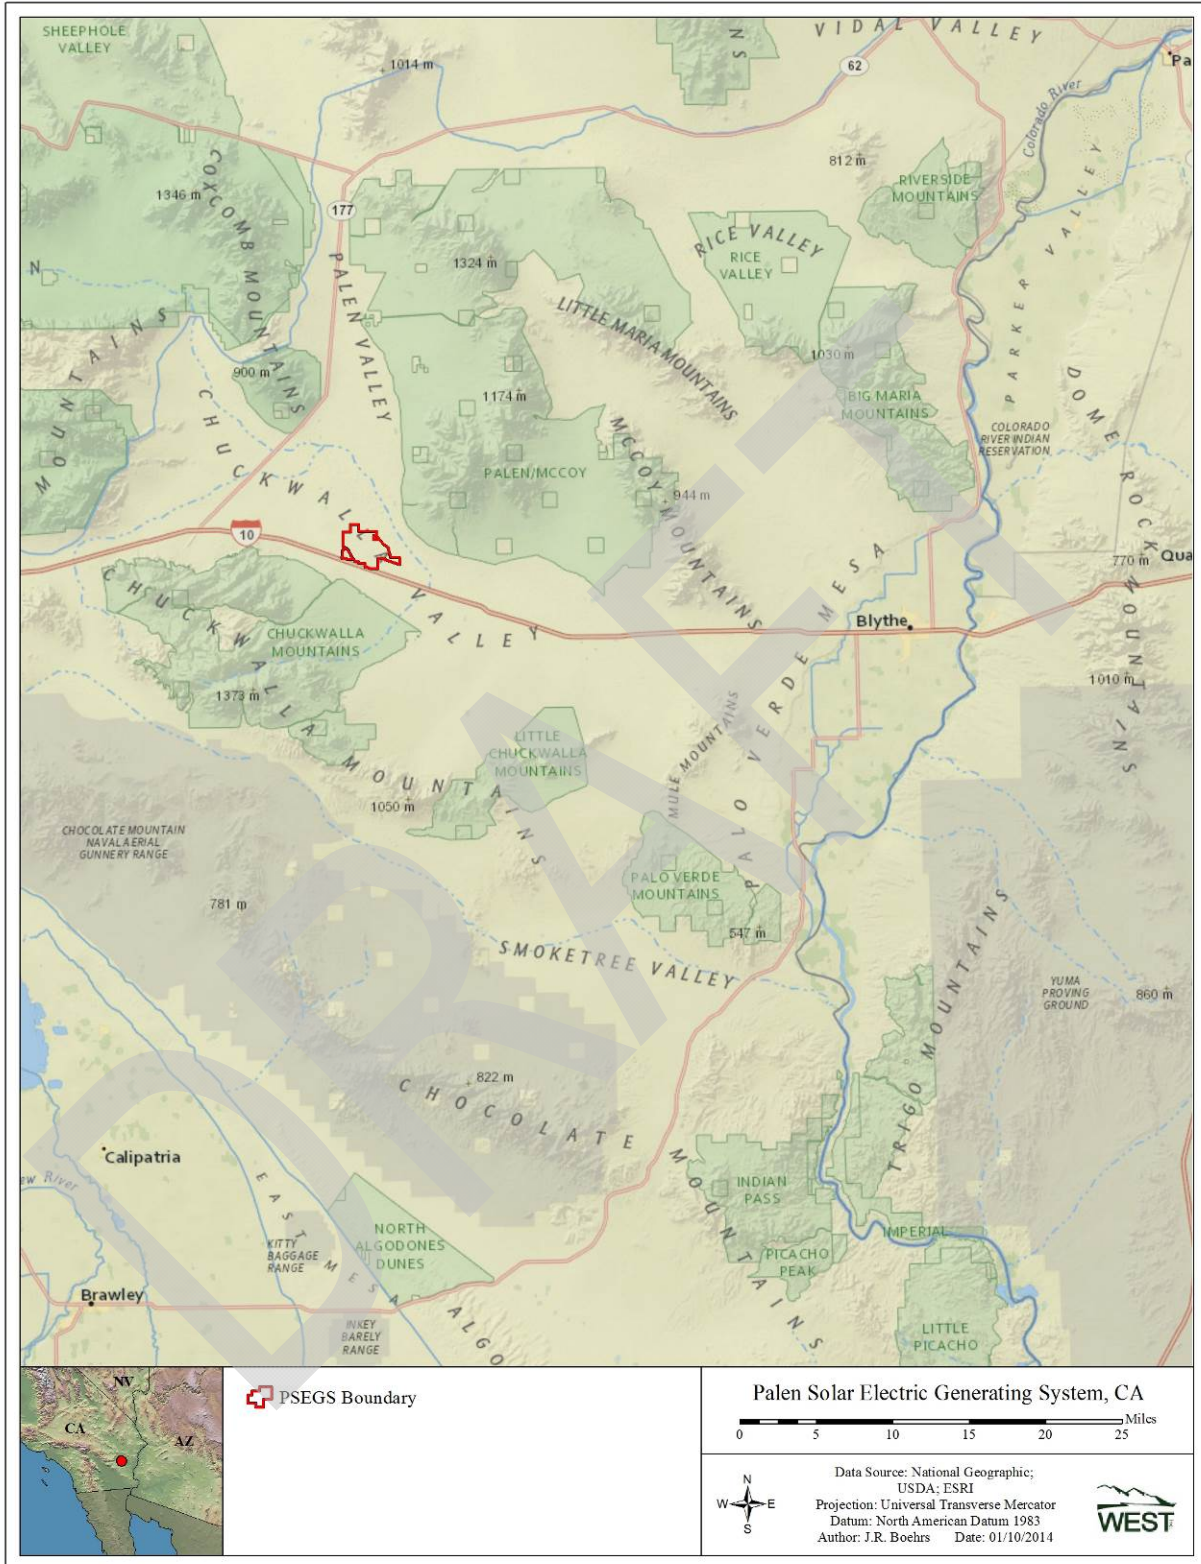 SHEEPHOLE
VALLEY
1014 m
NS
VIDAL VALLEY
62
Pa
Colorado River
812 m
1346 m
COXCOMB MOUNTAINS
177
RIVERSIDE
MOUNTAINS
PARKER VALLEY
N
PALEN VALLEY
1324 m
RICE VALLEY
RICE
VALLEY
LITTLE MARIA MOUNTAINS
MOUNTAINS
900 m
1030 m
1174 m
BIG MARIA
MOUNTAINS
DOME ROCK MOUNTAINS
COLORADO
RIVER INDIAN
RESERVATION
CHUCKWALLA VALLEY
PALEN/MCCOY
MCCOY MOUNTAINS
944 m
10
770 m
Qua
CHUCKWALLA MOUNTAINS
CHUCKWALLA
MOUNTAINS
Blythe
PALO VERDE MESA
1373 m
1010 m
LITTLE
CHUCKWALLA
MOUNTAINS
MULE MOUNTAINS
1050 m
CHOCOLATE MOUNTAIN
NAVAL AERIAL
GUNNERY RANGE
PALO VERDE
MOUNTAINS
781 m
547 m
SMOKETREE VALLEY
TRIGO MOUNTAINS
YUMA
PROVING
GROUND
860 m
822 m
CHOCOLATE MOUNTAINS
Calipatria
ew River
EAST MESA
INDIAN
PASS
NORTH
ALGODONES
DUNES
KITTY
BAGGAGE
RANGE
IMPERIAL
PICACHO
PEAK
Brawley
INKEY
BARELY
RANGE
ALGO
LITTLE
PICACHO
DRAFT
NV
CA
AZ
PSEGS Boundary
Palen Solar Electric Generating System, CA
Miles
0 5 10 15 20 25
N
W E
S
Data Source: National Geographic;
USDA; ESRI
Projection: Universal Transverse Mercator
Datum: North American Datum 1983
Author: J.R. Boehrs Date: 01/10/2014
WEST